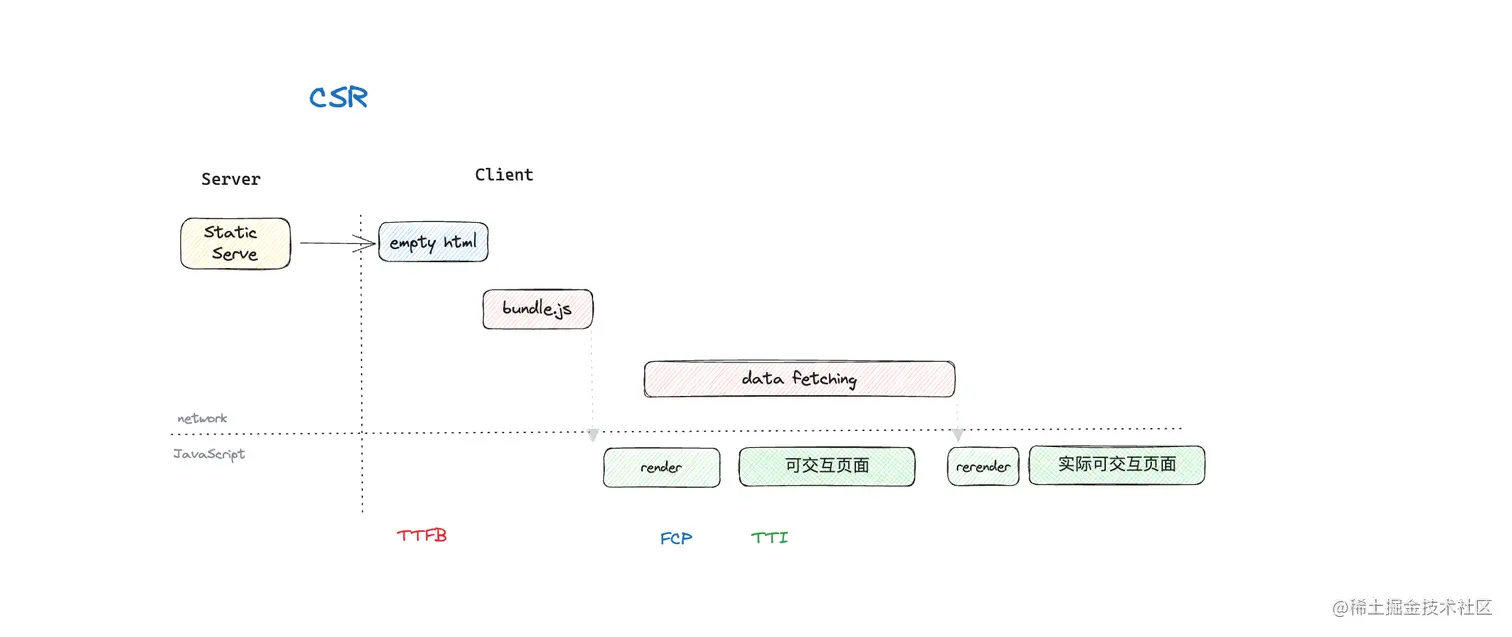 CSR
Server
Client
Static
Serve
empty html
bundle.js
data fetching
network
JavaScript
render
可交互页面
rerender
实际可交互页面
TTFB
FCP
TTI
@稀土掘金技术社区